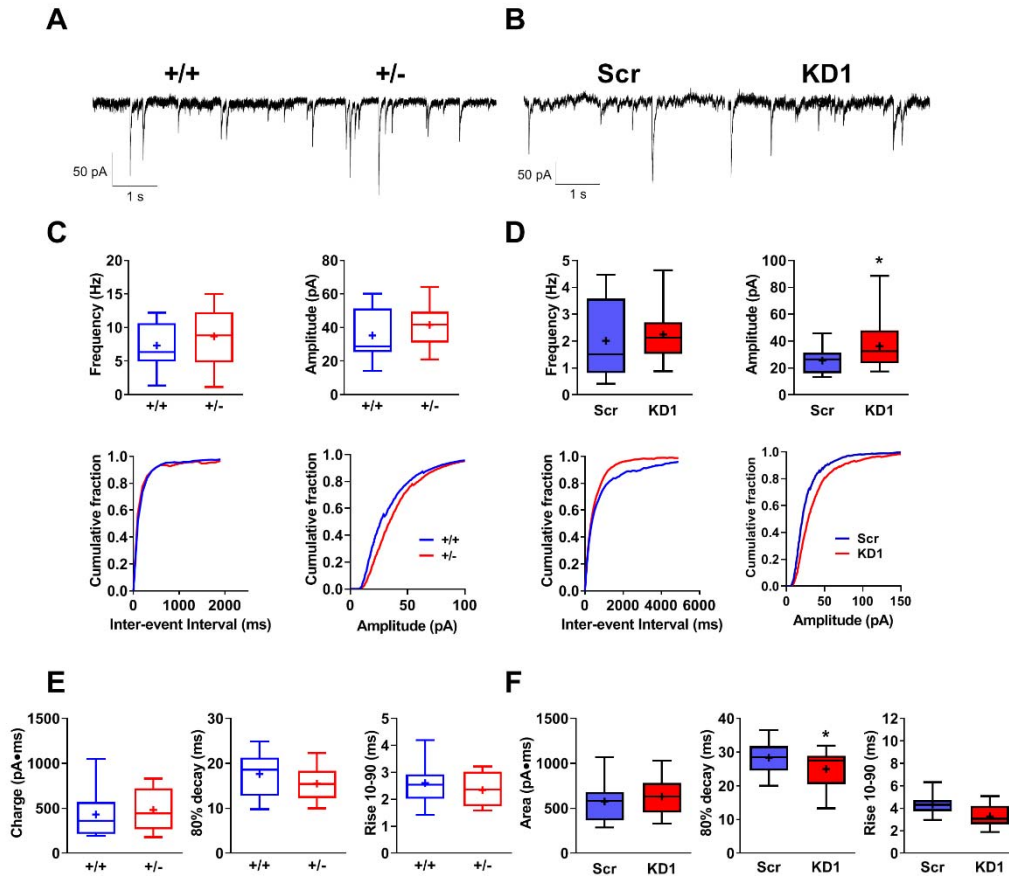 A
B
+/+
+/-
Scr
KD1
50 pA
1 s
50 pA
1 s
C
D
Frequency (Hz)
20
15
10
5
0
+/+
+/-
Amplitude (pA)
80
60
40
20
0
+/+
+/-
Frequency (Hz)
5
4
3
2
1
0
Scr
KD1
Amplitude (pA)
100
80
60
40
20
0
*
Scr
KD1
Cumulative fraction
1.0
0.8
0.6
0.4
0.2
0.0
0
1000
2000
Inter-event Interval (ms)
Cumulative fraction
1.0
0.8
0.6
0.4
0.2
0.0
+/+
+/-
0
50
100
Amplitude (pA)
Cumulative fraction
1.0
0.8
0.6
0.4
0.2
0.0
0
2000
4000
6000
Inter-event Interval (ms)
Cumulative fraction
1.0
0.8
0.6
0.4
0.2
0.0
Scr
KD1
0
50
100
150
Amplitude (pA)
E
F
Charge (pA•ms)
1500
1000
500
0
+/+
+/-
80% decay (ms)
30
20
10
0
+/+
+/-
Rise 10-90 (ms)
5
4
3
2
1
0
+/+
+/-
Area (pA•ms)
1500
1000
500
0
Scr
KD1
80% decay (ms)
40
30
20
10
0
*
Scr
KD1
Rise 10-90 (ms)
12
10
8
6
4
2
0
Scr
KD1